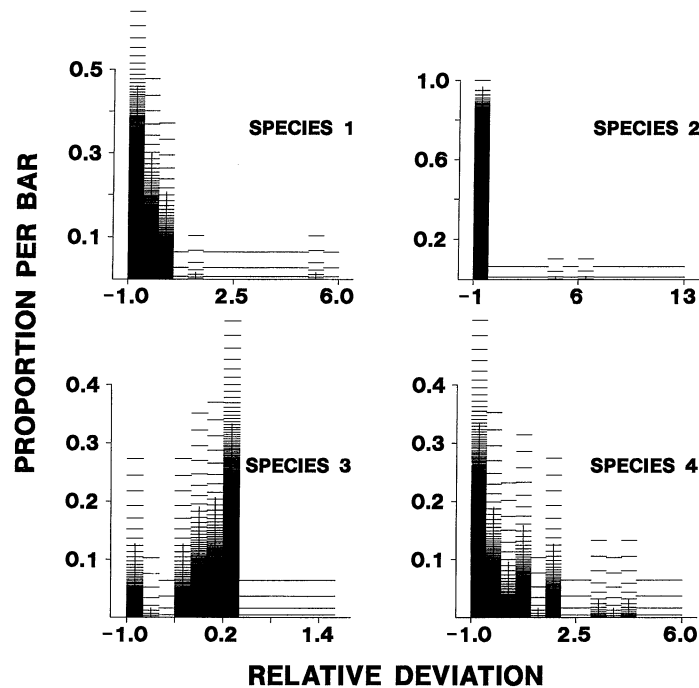 PROPORTION PER BAR
0.5
0.3
0.1
SPECIES 1
-1.0 2.5 6.0
1.0
0.6
0.2
SPECIES 2
-1 6 13
0.4
0.3
0.2
0.1
SPECIES 3
-1.0 0.2 1.4
0.4
0.3
0.2
0.1
SPECIES 4
-1.0 2.5 6.0
RELATIVE DEVIATION